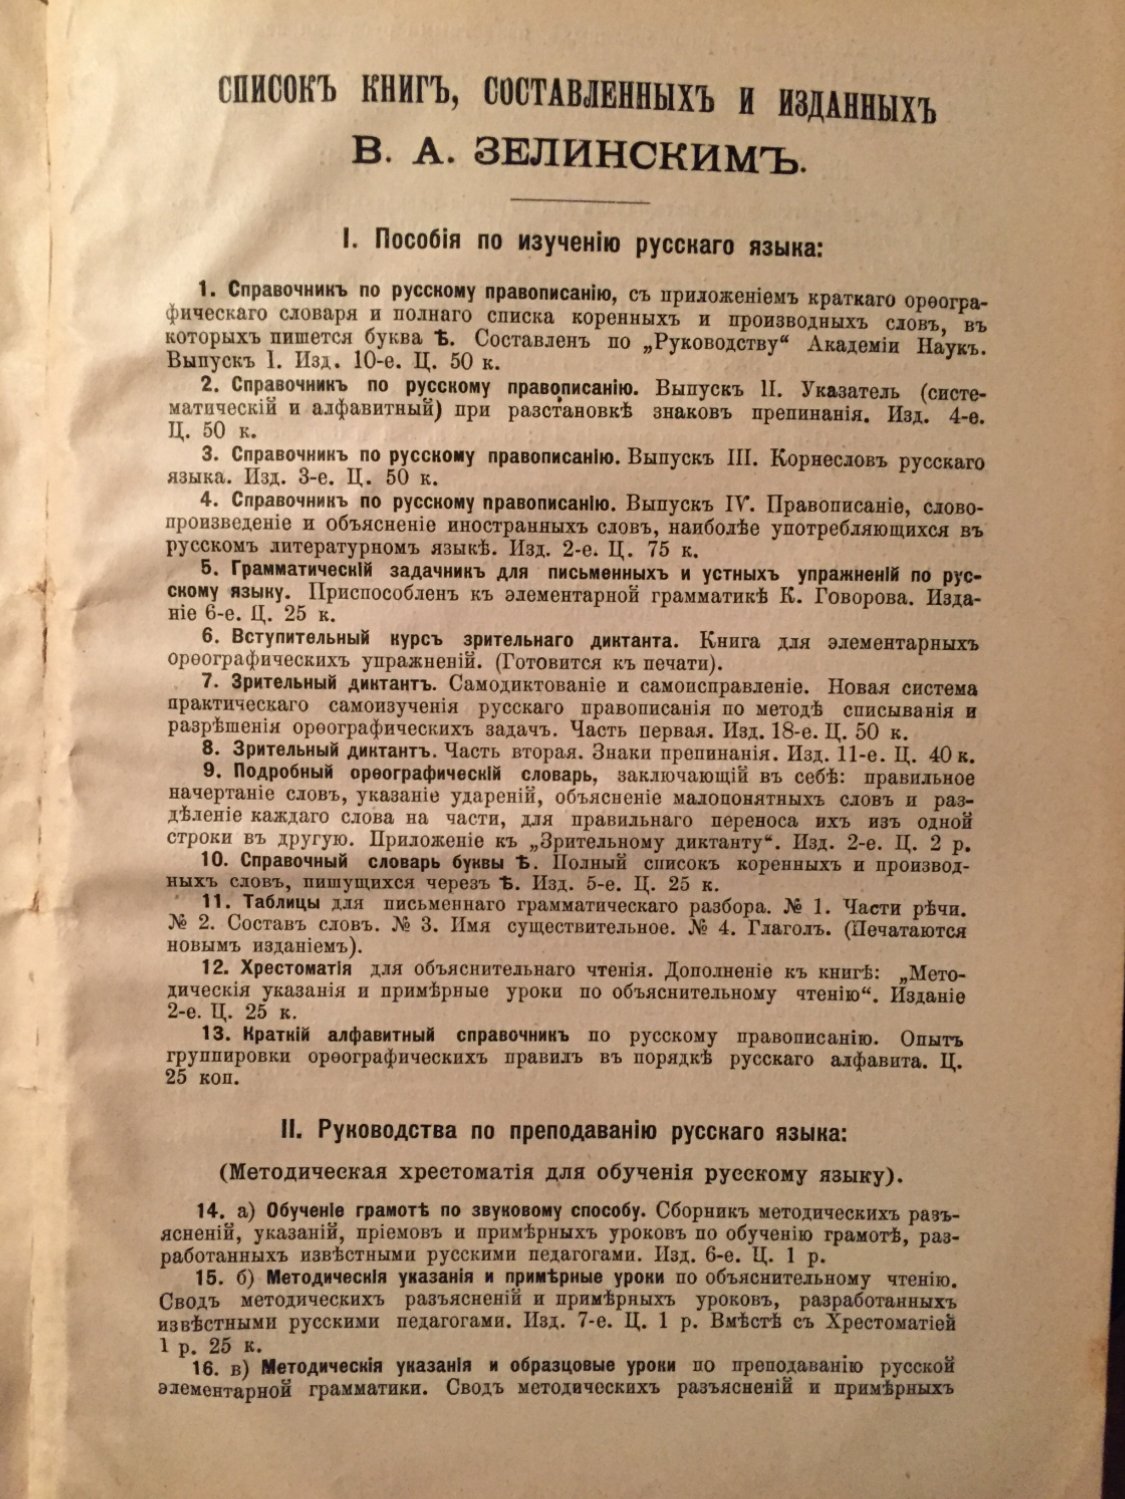 СПИСОКЪ КНИГЪ, СОСТАВЛЕННЫХЪ И ИЗДАННЫХЪ
В. А. ЗЕЛИНСКИМЪ.
I. Пособія по изученію русскаго языка:
1. Справочникъ по русскому правописанію, съ приложеніемъ краткаго орѳогра-
фическаго словаря и полнаго списка коренныхъ и производныхъ словъ, въ
которыхъ пишется буква Ѣ. Составленъ по „Руководству“ Академіи Наукъ.
Выпускъ I. Изд. 10-е. Ц. 50 к.
2. Справочникъ по русскому правописанію. Выпускъ II. Указатель (систе-
матическій и алфавитный) при разстановкѣ знаковъ препинанія. Изд. 4-е.
Ц. 50 к.
3. Справочникъ по русскому правописанію. Выпускъ III. Корнесловъ русскаго
языка. Изд. 3-е. Ц. 50 к.
4. Справочникъ по русскому правописанію. Выпускъ IV. Правописаніе, слово-
произведеніе и объясненіе иностранныхъ словъ, наиболѣе употребляющихся въ
русскомъ литературномъ языкѣ. Изд. 2-е. Ц. 75 к.
5. Грамматическій задачникъ для письменныхъ и устныхъ упражненій по рус-
скому языку. Приспособленъ къ элементарной грамматикѣ К. Говорова. Изда-
ніе 6-е. Ц. 25 к.
6. Вступительный курсъ зрительнаго диктанта. Книга для элементарныхъ
орѳографическихъ упражненій. (Готовится къ печати).
7. Зрительный диктантъ. Самодиктованіе и самоисправленіе. Новая система
практическаго самоизученія русскаго правописанія по методѣ списыванія и
разрѣшенія орѳографическихъ задачъ. Часть первая. Изд. 18-е. Ц. 50 к.
8. Зрительный диктантъ. Часть вторая. Знаки препинанія. Изд. 11-е. Ц. 40 к.
9. Подробный орѳографическій словарь, заключающій въ себѣ: правильное
начертаніе словъ, указаніе удареній, объясненіе малопонятныхъ словъ и раз-
дѣленіе каждаго слова на части, для правильнаго переноса ихъ изъ одной
строки въ другую. Приложеніе къ „Зрительному диктанту“. Изд. 2-е. Ц. 2 р.
10. Справочный словарь буквы Ѣ. Полный списокъ коренныхъ и производ-
ныхъ словъ, пишущихся черезъ Ѣ. Изд. 5-е. Ц. 25 к.
11. Таблицы для письменнаго грамматическаго разбора. № 1. Части рѣчи.
№ 2. Составъ словъ. № 3. Имя существительное. № 4. Глаголъ. (Печатаются
новымъ изданіемъ).
12. Хрестоматія для объяснительнаго чтенія. Дополненіе къ книгѣ: „Мето-
дическія указанія и примѣрные уроки по объяснительному чтенію“. Изданіе
2-е. Ц. 25 к.
13. Краткій алфавитный справочникъ по русскому правописанію. Опытъ
группировки орѳографическихъ правилъ въ порядкѣ русскаго алфавита. Ц.
25 коп.
II. Руководства по преподаванію русскаго языка:
(Методическая хрестоматія для обученія русскому языку).
14. а) Обученіе грамотѣ по звуковому способу. Сборникъ методическихъ разъ-
ясненій, указаній, пріемовъ и примѣрныхъ уроковъ по обученію грамотѣ, раз-
работанныхъ извѣстными русскими педагогами. Изд. 6-е. Ц. 1 р.
15. б) Методическія указанія и примѣрные уроки по объяснительному чтенію.
Сводъ методическихъ разъясненій и примѣрныхъ уроковъ, разработанныхъ
извѣстными русскими педагогами. Изд. 7-е. Ц. 1 р. Вмѣстѣ съ Хрестоматіей
1 р. 25 к.
16. в) Методическія указанія и образцовые уроки по преподаванію русской
элементарной грамматики. Сводъ методическихъ разъясненій и примѣрныхъ